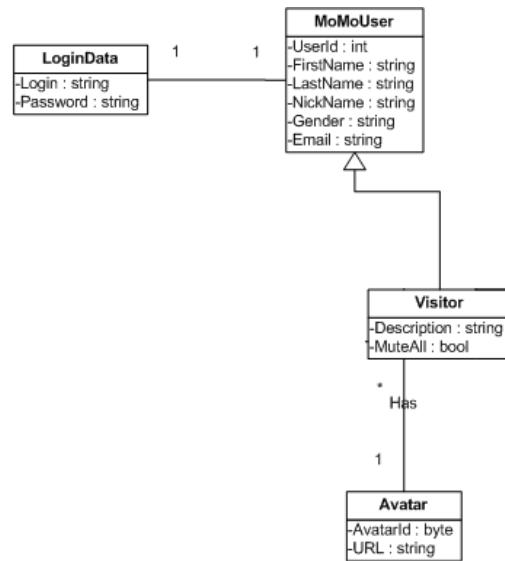 MoMoUser
-UserId : int
-FirstName : string
-LastName : string
-NickName : string
-Gender : string
-Email : string
1
1
LoginData
-Login : string
-Password : string
Visitor
-Description : string
-MuteAll : bool
*
Has
1
Avatar
-AvatarId : byte
-URL : string